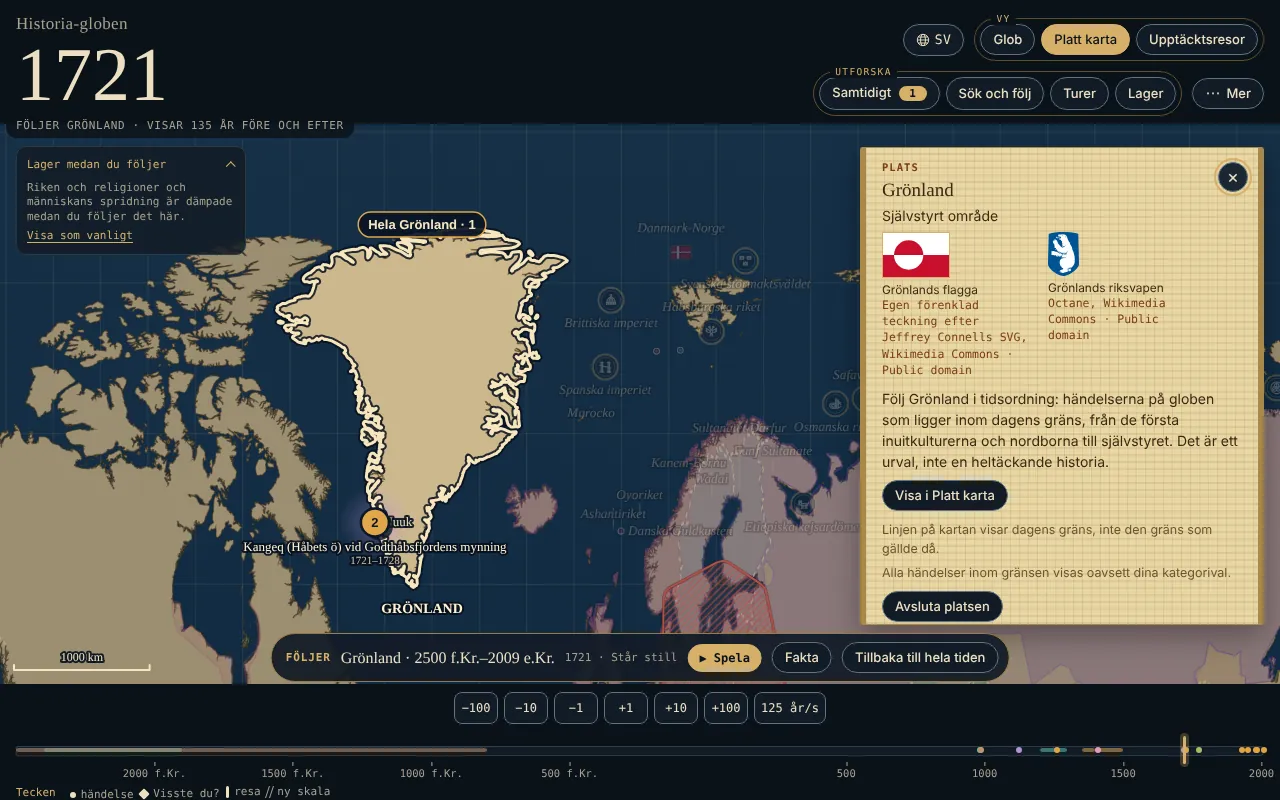 Historia-globen
1721
FÖLJER GRÖNLAND · VISAR 135 ÅR FÖRE OCH EFTER
SV
VY
Glob
Platt karta
Upptäcktsresor
UTFORSKA
Samtidigt 1
Sök och följ
Turer
Lager
··· Mer
Lager medan du följer
Riken och religioner och
människans spridning är dämpade
medan du följer det här.
Visa som vanligt
Hela Grönland · 1
Danmark-Norge
Svenska stormaktsväldet
Habsburgska riket
Brittiska imperiet
Spanska imperiet
Marocko
Osmanska
Wadai
Oyoriket
Ashantiriket
Danska Guldkusten
Etiopiska kejsardöme
2
Kangeq (Håbets ö) vid Godthåbsfjordens mynning
1721–1728
GRÖNLAND
1000 km
PLATS
Grönland
Självstyrt område
Grönlands flagga
Egen förenklad
teckning efter
Jeffrey Connells SVG,
Wikimedia Commons ·
Public domain
Grönlands riksvapen
Octane, Wikimedia
Commons · Public
domain
Följ Grönland i tidsordning: händelserna på globen
som ligger inom dagens gräns, från de första
inuitkulturerna och nordborna till självstyret. Det är ett
urval, inte en heltäckande historia.
Visa i Platt karta
Linjen på kartan visar dagens gräns, inte den gräns som
gällde då.
Alla händelser inom gränsen visas oavsett dina kategorival.
Avsluta platsen
FÖLJER Grönland · 2500 f.Kr.–2009 e.Kr. 1721 · Står still ▶ Spela Fakta Tillbaka till hela tiden
−100 −10 −1 +1 +10 +100 125 år/s
2000 f.Kr. 1500 f.Kr. 1000 f.Kr. 500 f.Kr. 500 1000 1500 2000
Tecken händelse Visste du? resa // ny skala